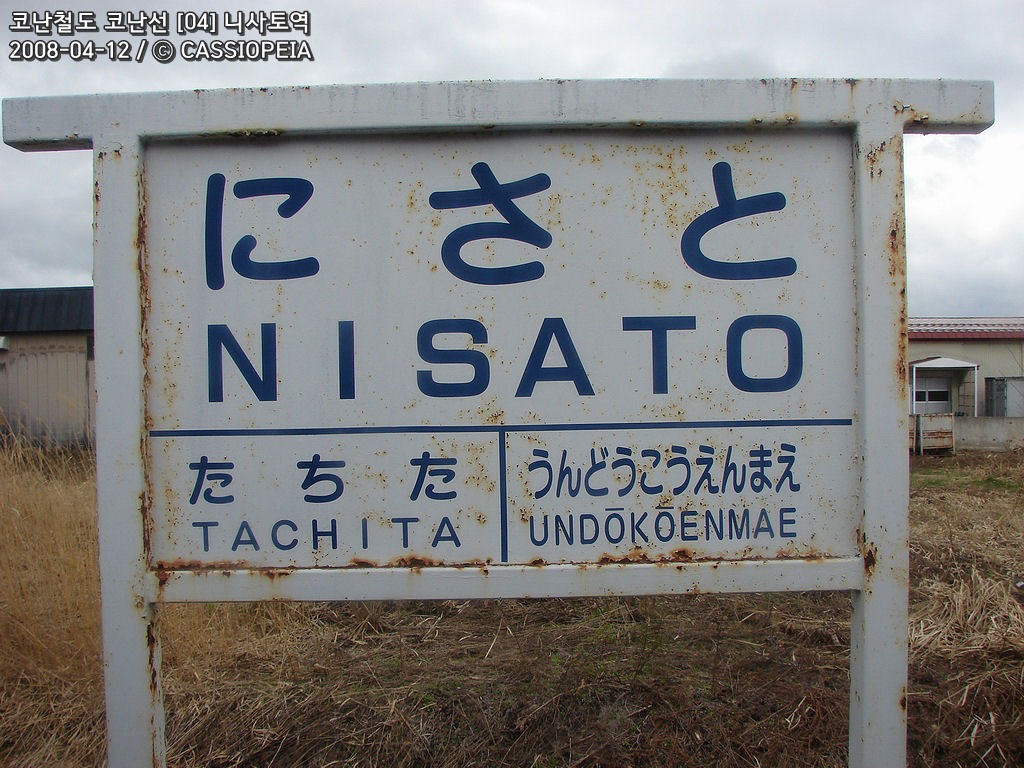 코난철도 코난선 [04] 니사토역
2008-04-12 / ⓒ CASSIOPEIA
にさと
NISATO
たちた
TACHITA
うんどうこうえんまえ
UNDŌKŌENMAE